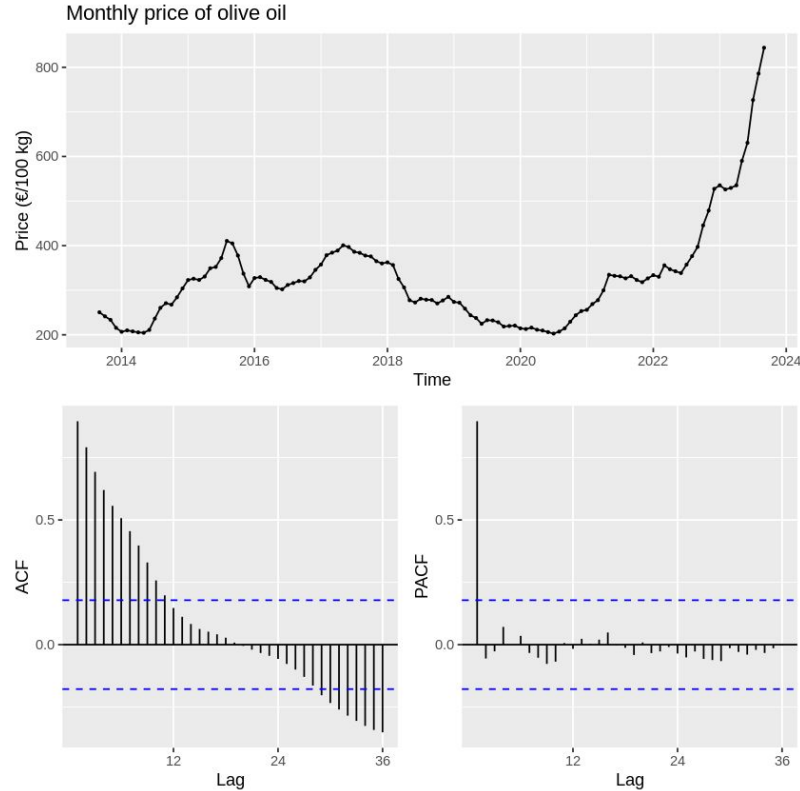 Monthly price of olive oil
Price (€/100 kg)
800
600
400
200
2014 2016 2018 2020 2022 2024
Time
ACF
0.5
0.0
12 24 36
Lag
PACF
0.5
0.0
12 24 36
Lag